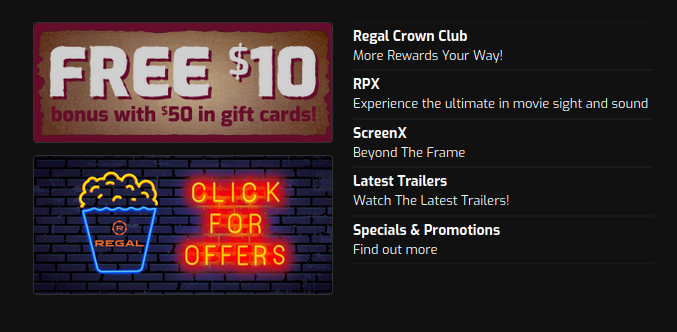 FREE $10
bonus with $50 in gift cards!
R
REGAL
CLICK
FOR
OFFERS
Regal Crown Club
More Rewards Your Way!
RPX
Experience the ultimate in movie sight and sound
ScreenX
Beyond The Frame
Latest Trailers
Watch The Latest Trailers!
Specials & Promotions
Find out more